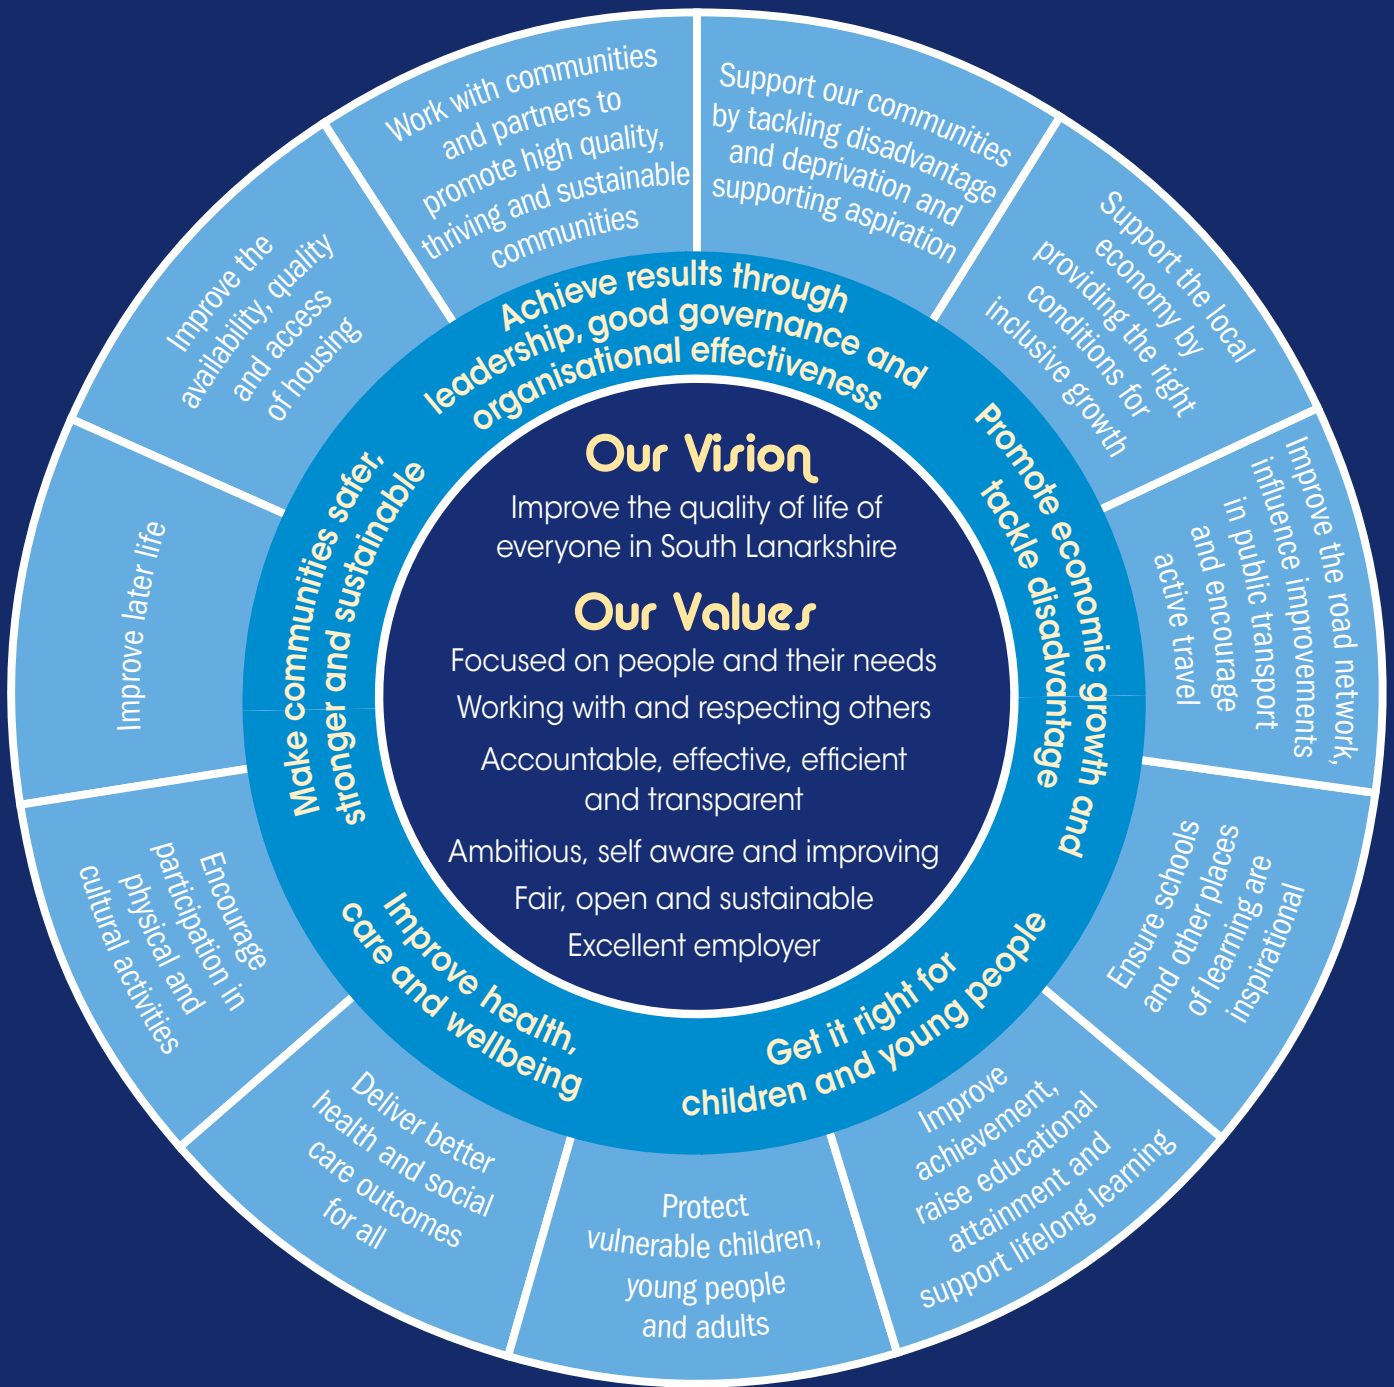 Our Vision
Improve the quality of life of
everyone in South Lanarkshire
Our Values
Focused on people and their needs
Working with and respecting others
Accountable, effective, efficient
and transparent
Ambitious, self aware and improving
Fair, open and sustainable
Excellent employer
Achieve results through
leadership, good governance and
organisational effectiveness
Promote economic growth and
tackle disadvantage
Get it right for
children and young people
Improve health,
care and wellbeing
Make communities safer,
stronger and sustainable
Support our communities
by tackling disadvantage
and deprivation and
supporting aspiration
Support the local
economy by
providing the right
conditions for
inclusive growth
Improve the road network,
influence improvements
in public transport
and encourage
active travel
Ensure schools
and other places
of learning are
inspirational
Improve
achievement,
raise educational
attainment and
support lifelong learning
Protect
vulnerable children,
young people
and adults
Deliver better
health and social
care outcomes
for all
Encourage
participation in
physical and
cultural activities
Improve later life
Improve the
availability, quality
and access
of housing
Work with communities
and partners to
promote high quality,
thriving and sustainable
communities